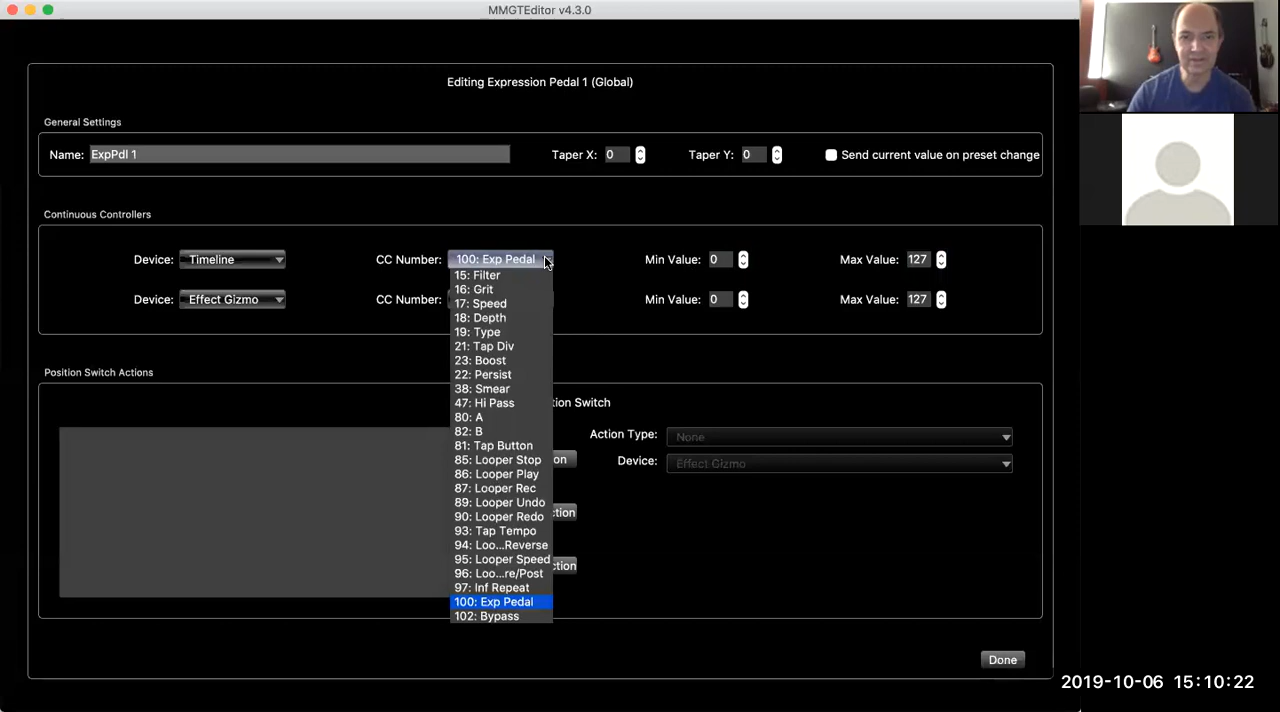 MMGTEditor v4.3.0
Editing Expression Pedal 1 (Global)
General Settings
Name: ExpPdl 1 Taper X: 0 Taper Y: 0 Send current value on preset change
Continuous Controllers
Device: Timeline CC Number: 100: Exp Pedal Min Value: 0 Max Value: 127
Device: Effect Gizmo CC Number: Min Value: 0 Max Value: 127
15: Filter
16: Grit
17: Speed
18: Depth
19: Type
21: Tap Div
23: Boost
22: Persist
38: Smear
47: Hi Pass
80: A
82: B
81: Tap Button
85: Looper Stop
86: Looper Play
87: Looper Rec
89: Looper Undo
90: Looper Redo
93: Tap Tempo
94: Loo...Reverse
95: Looper Speed
96: Loo...re/Post
97: Inf Repeat
100: Exp Pedal
102: Bypass
Position Switch Actions
tion Switch
Action Type: None
on
Device: Effect Gizmo
ction
ction
Done
2019-10-06 15:10:22